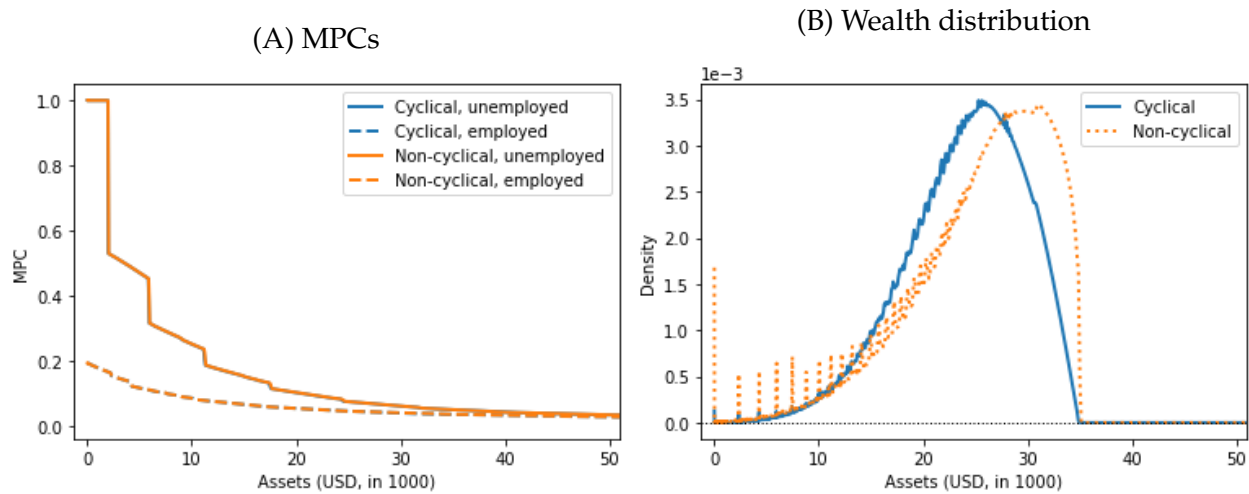 (A) MPCs
1.0
0.8
0.6
0.4
0.2
0.0
MPC
Cyclical, unemployed
Cyclical, employed
Non-cyclical, unemployed
Non-cyclical, employed
0 10 20 30 40 50
Assets (USD, in 1000)
(B) Wealth distribution
1e−3
3.5
3.0
2.5
2.0
1.5
1.0
0.5
0.0
Density
Cyclical
Non-cyclical
0 10 20 30 40 50
Assets (USD, in 1000)